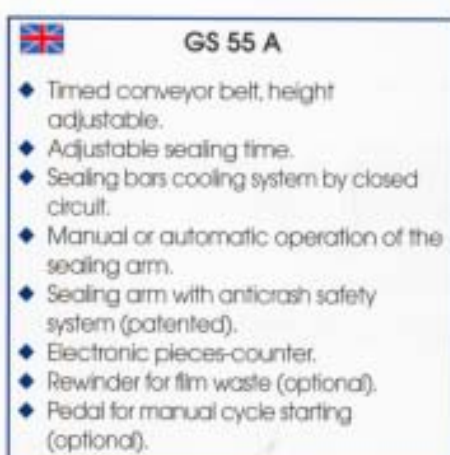 GS 55 A
Timed conveyor belt, height
adjustable.
Adjustable sealing time.
Sealing bars cooling system by closed
circuit.
Manual or automatic operation of the
sealing arm.
Sealing arm with anticrash safety
system (patented).
Electronic pieces-counter.
Rewinder for film waste (optional).
Pedal for manual cycle starting
(optional).